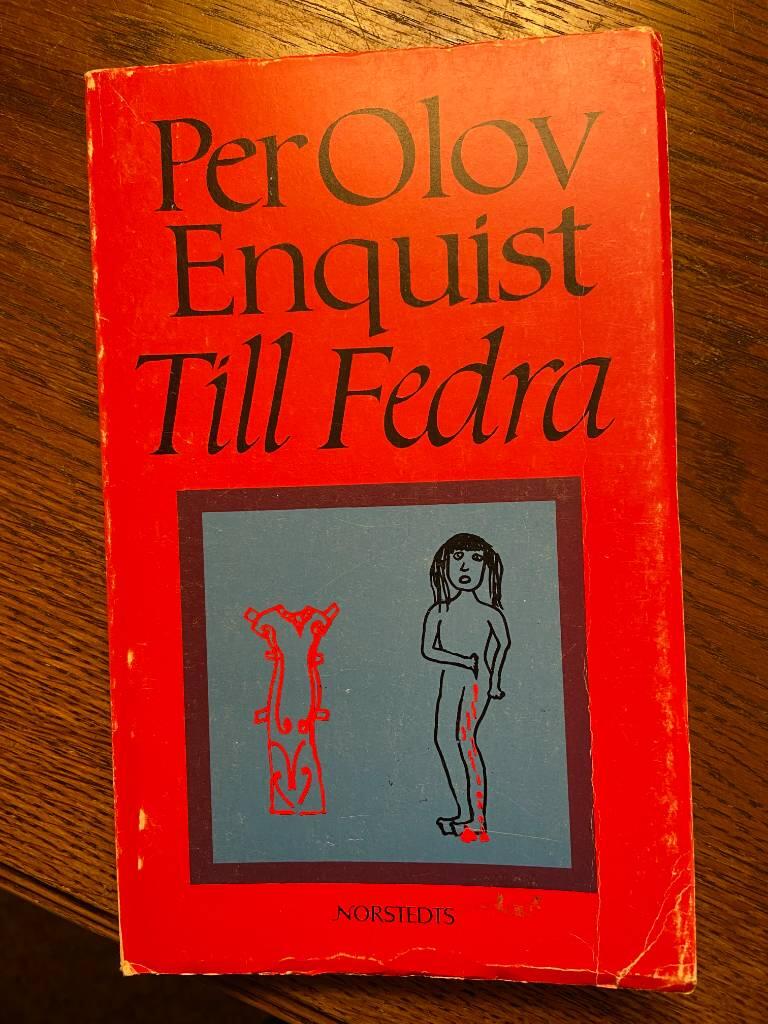 Per Olov
Enquist
Till Fedra
NORSTEDTS